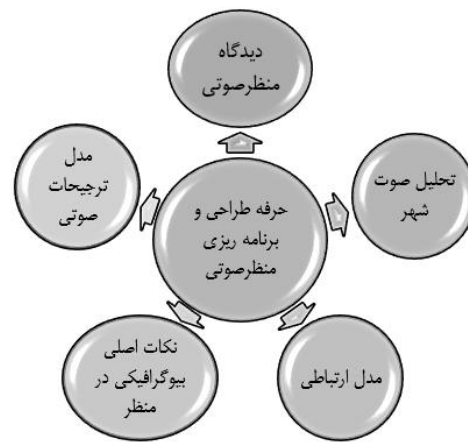 دیدگاه
منظرصوتی
تحلیل صوت
شهر
مدل
ترجیحات
صوتی
حرفه طراحی و
برنامه ریزی
منظرصوتی
نکات اصلی
بیوگرافیکی در
منظر
مدل ارتباطی